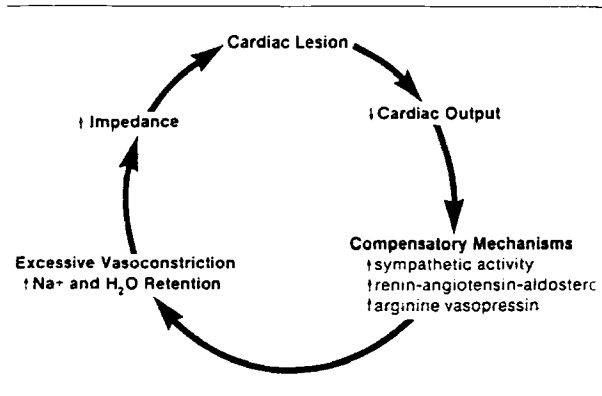 Cardiac Lesion
↓Cardiac Output
Compensatory Mechanisms
↑sympathetic activity
↑renin-angiotensin-aldosterc
↑arginine vasopressin
Excessive Vasoconstriction
↑Na+ and H₂O Retention
↑Impedance